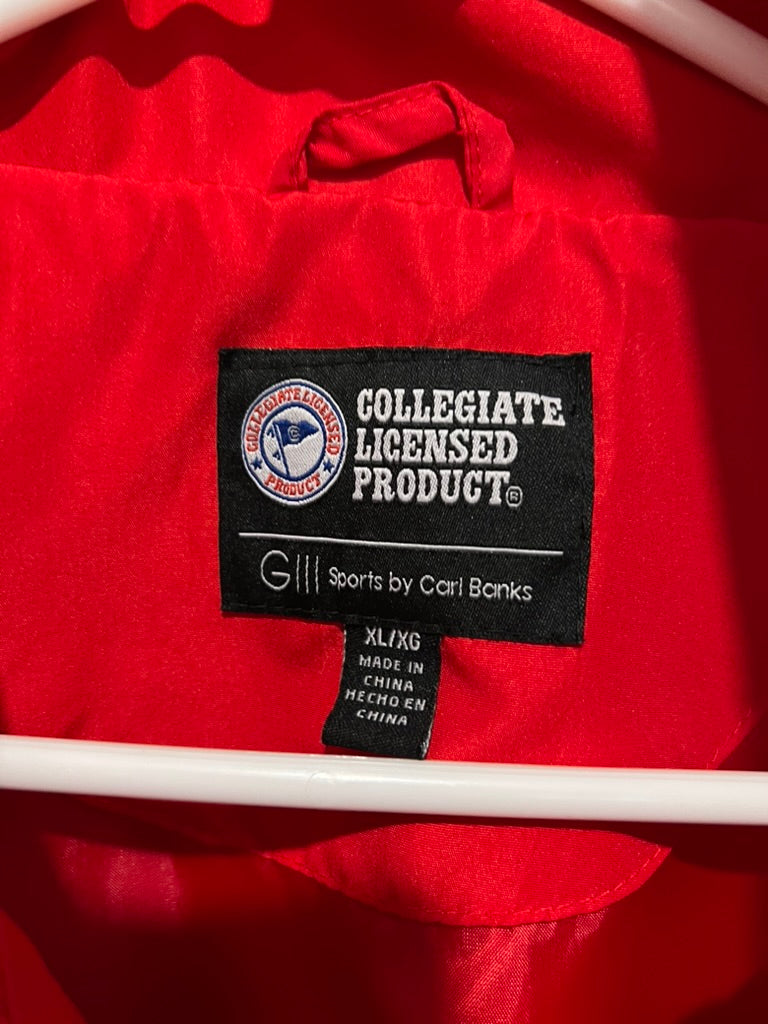 COLLEGIATE LICENSED
PRODUCT
COLLEGIATE
LICENSED
PRODUCT®
GIII Sports by Carl Banks
XL/XG
MADE IN
CHINA
HECHO EN
CHINA